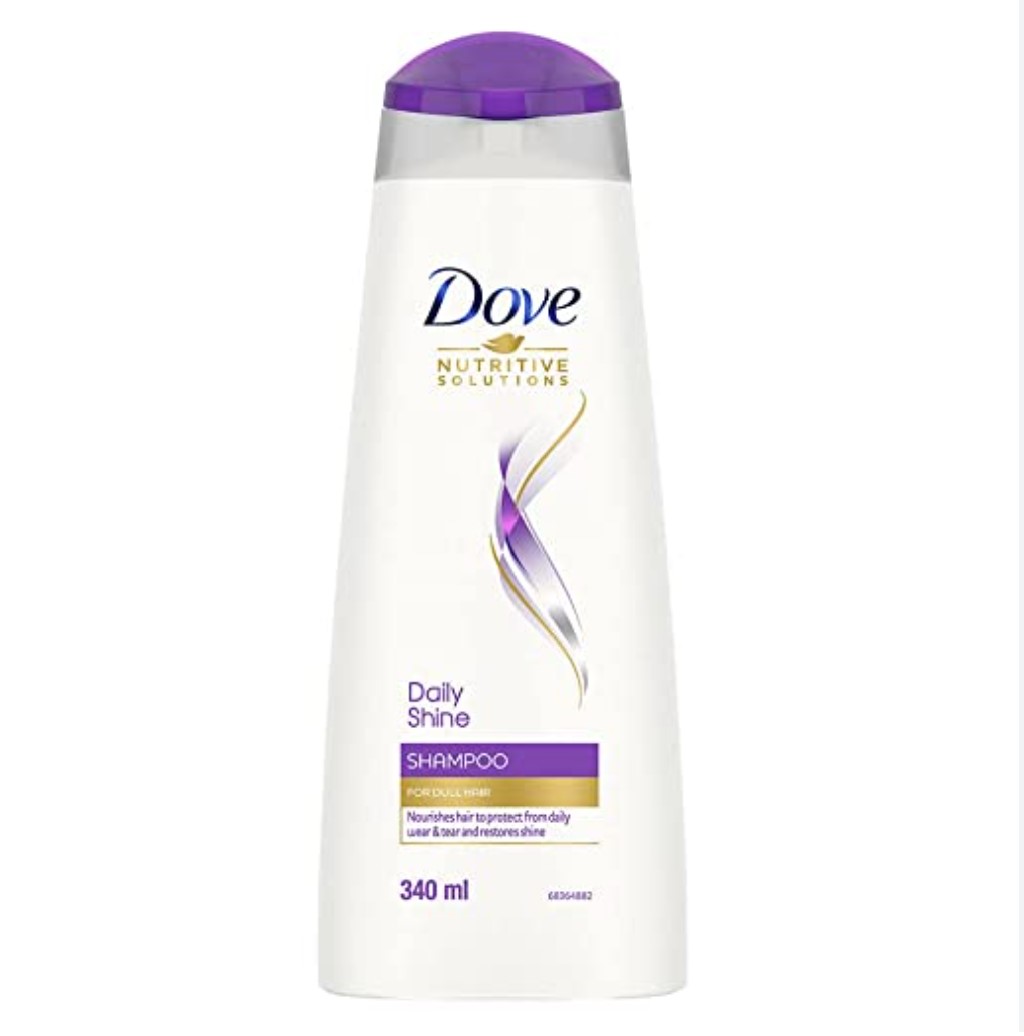 Dove
NUTRITIVE
SOLUTIONS
Daily
Shine
SHAMPOO
FOR DULL HAIR
Nourishes hair to protect from daily
wear & tear and restores shine
340 ml
68364882